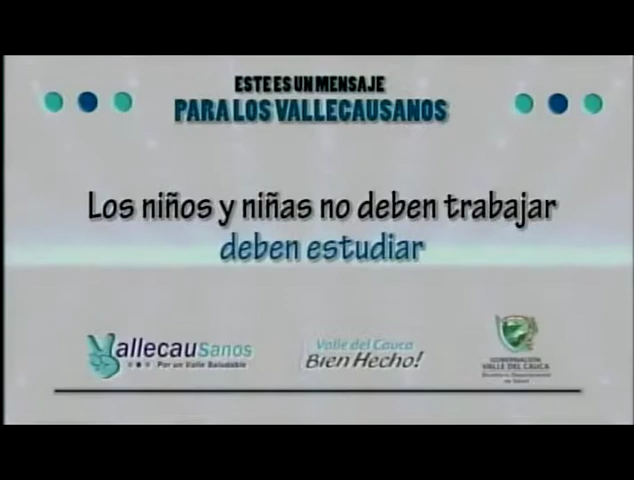 ESTE ES UN MENSAJE
PARA LOS VALLECAUSANOS
Los niños y niñas no deben trabajar
deben estudiar
Vallecausanos
Por un Valle Saludable
Valle del Cauca
Bien Hecho!
GOBERNACIÓN
VALLE DEL CAUCA